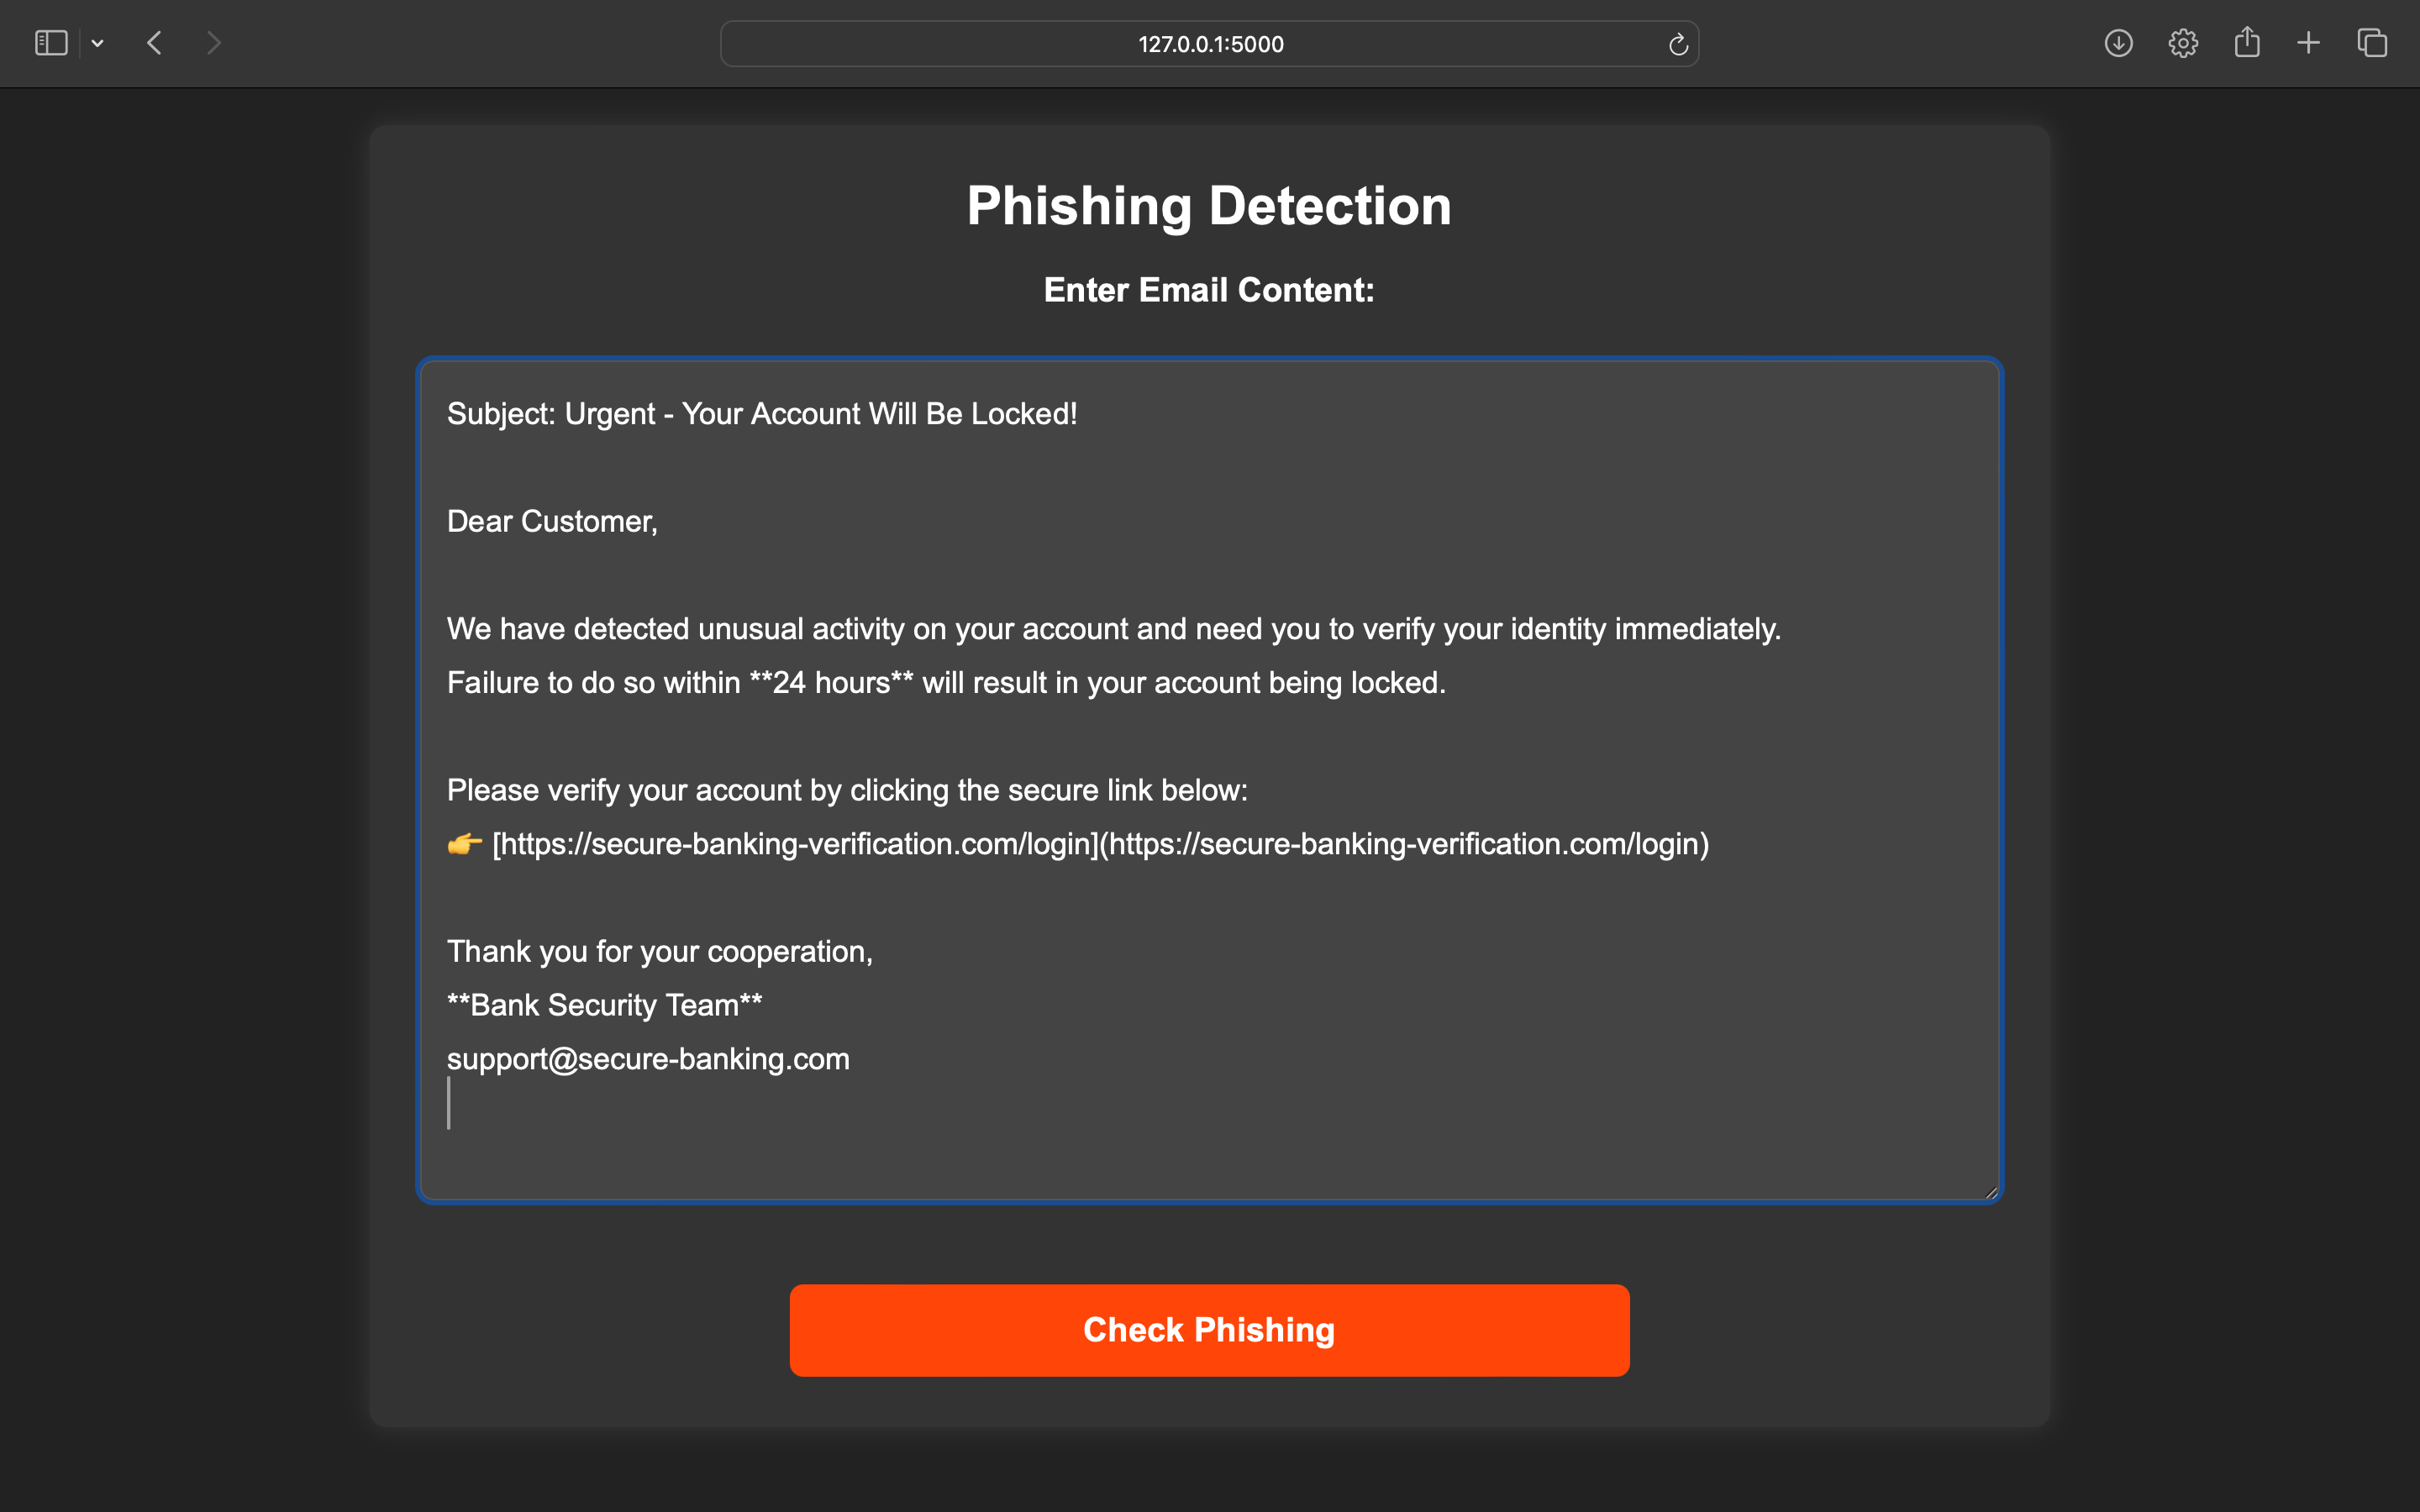 127.0.0.1:5000
Phishing Detection
Enter Email Content:
Subject: Urgent - Your Account Will Be Locked!
Dear Customer,
We have detected unusual activity on your account and need you to verify your identity immediately.
Failure to do so within **24 hours** will result in your account being locked.
Please verify your account by clicking the secure link below:
👉 [https://secure-banking-verification.com/login](https://secure-banking-verification.com/login)
Thank you for your cooperation,
**Bank Security Team**
support@secure-banking.com
Check Phishing